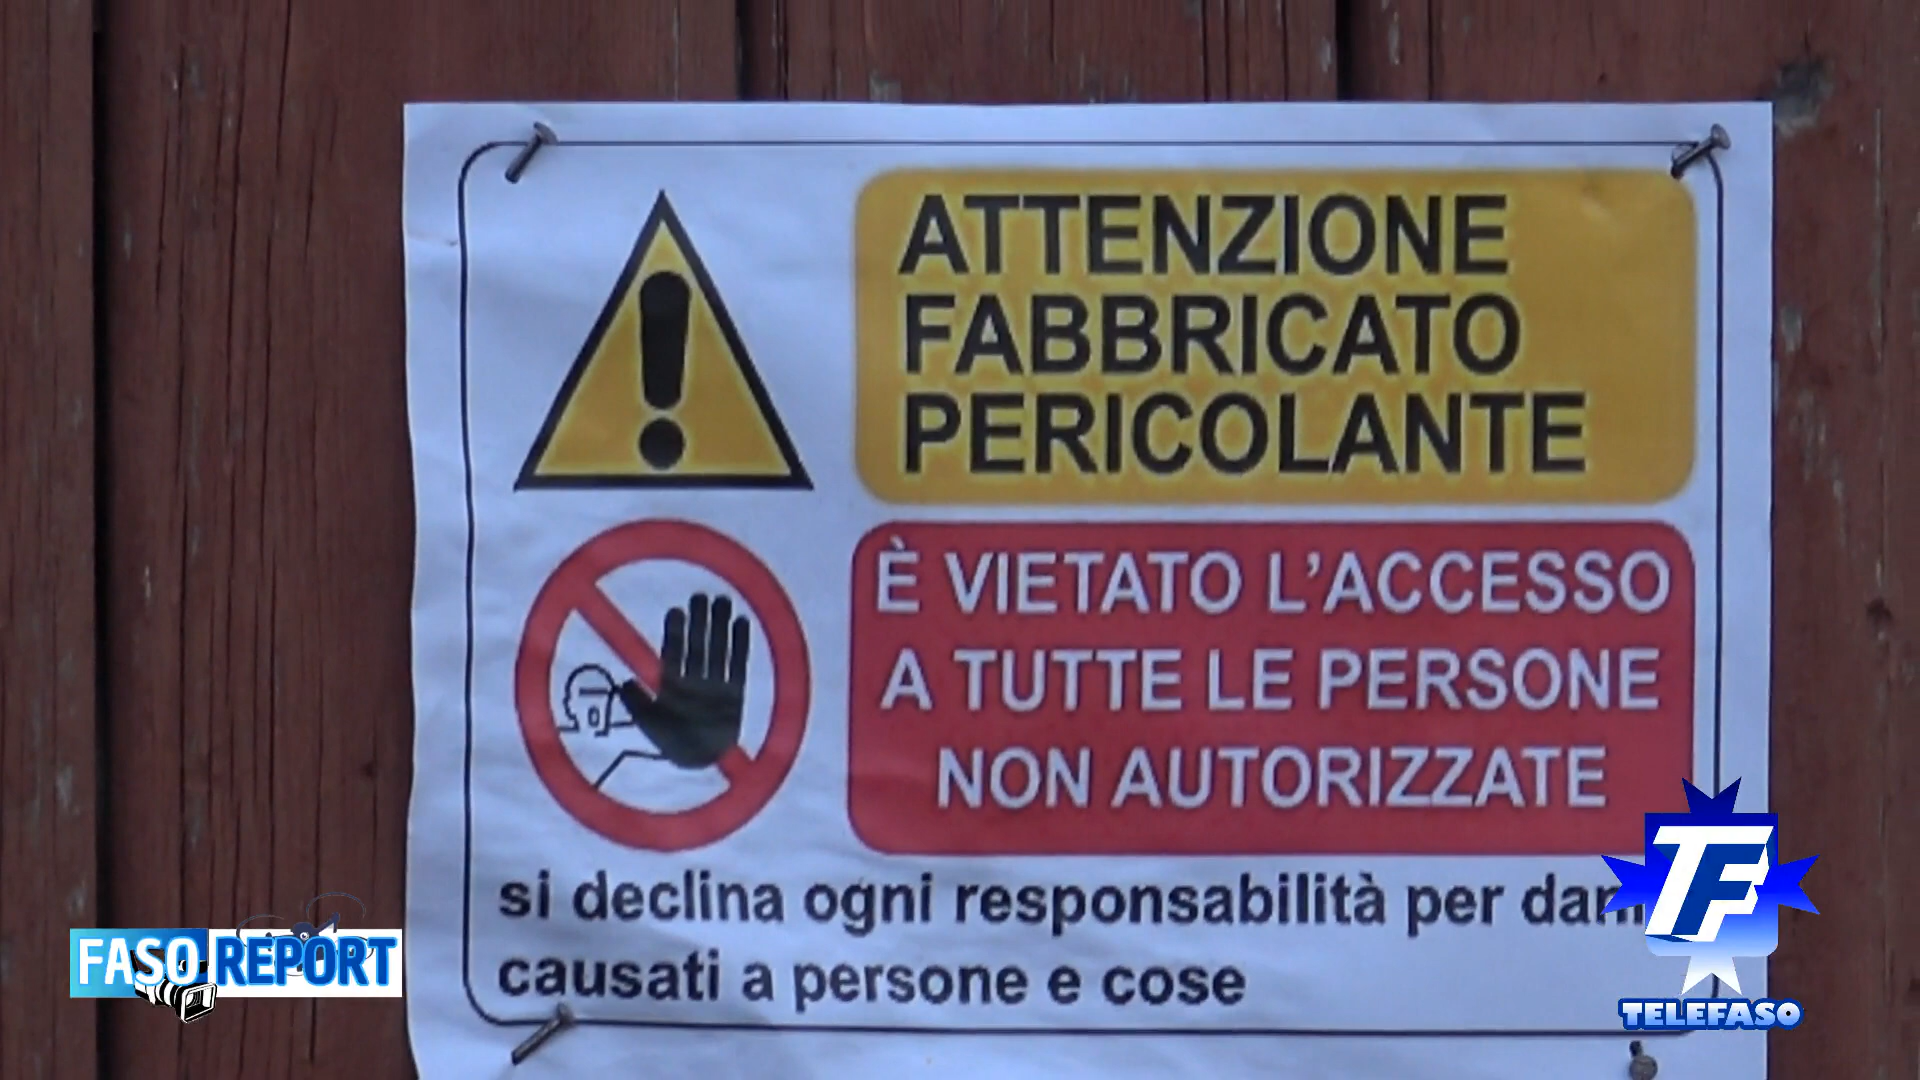 ATTENZIONE
FABBRICATO
PERICOLANTE
È VIETATO L'ACCESSO
A TUTTE LE PERSONE
NON AUTORIZZATE
si declina ogni responsabilità per
causati a persone e cose
FASO REPORT
TF
TELEFASO